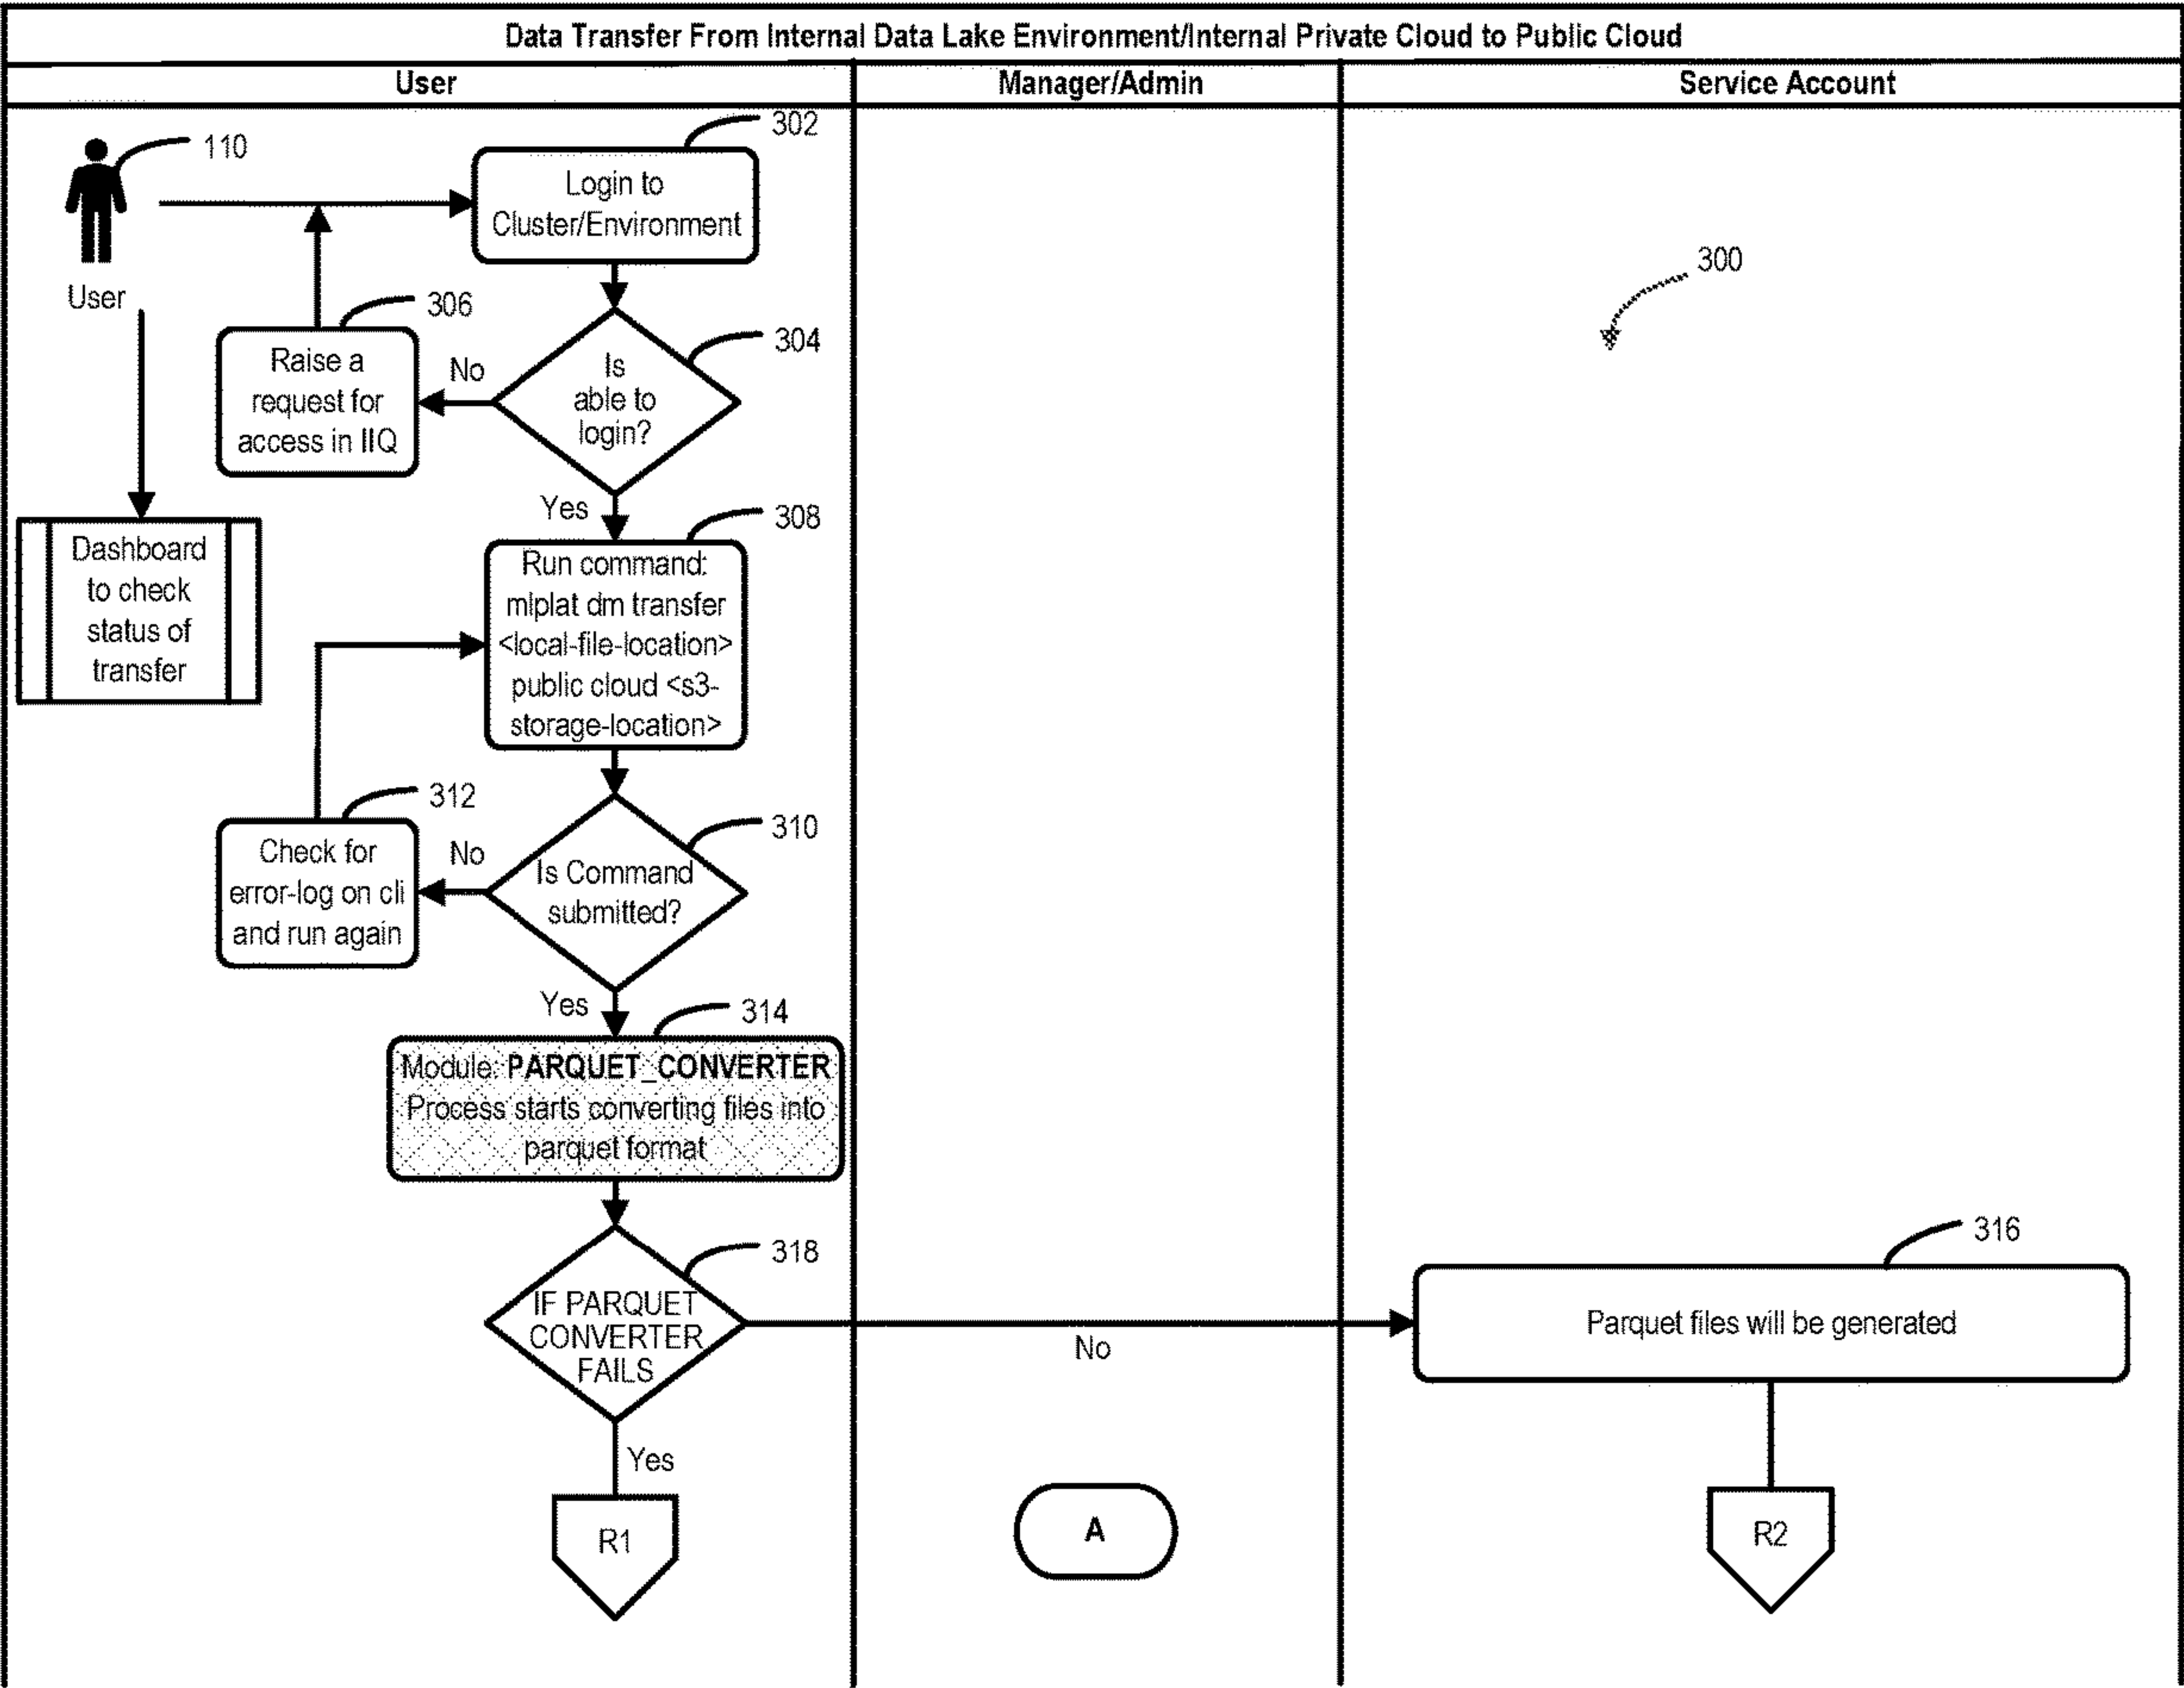 Data Transfer From Internal Data Lake Environment/Internal Private Cloud to Public Cloud
User
Manager/Admin
Service Account
110
User
302
Login to
Cluster/Environment
300
306
Raise a
request for
access in IIQ
No
304
Is
able to
login?
Yes
Dashboard
to check
status of
transfer
308
Run command:
mlplat dm transfer
<local-file-location>
public cloud <s3-
storage-location>
312
Check for
error-log on cli
and run again
No
310
Is Command
submitted?
Yes
314
Module: PARQUET_CONVERTER
Process starts converting files into
parquet format
318
IF PARQUET
CONVERTER
FAILS
No
316
Parquet files will be generated
Yes
R1
A
R2